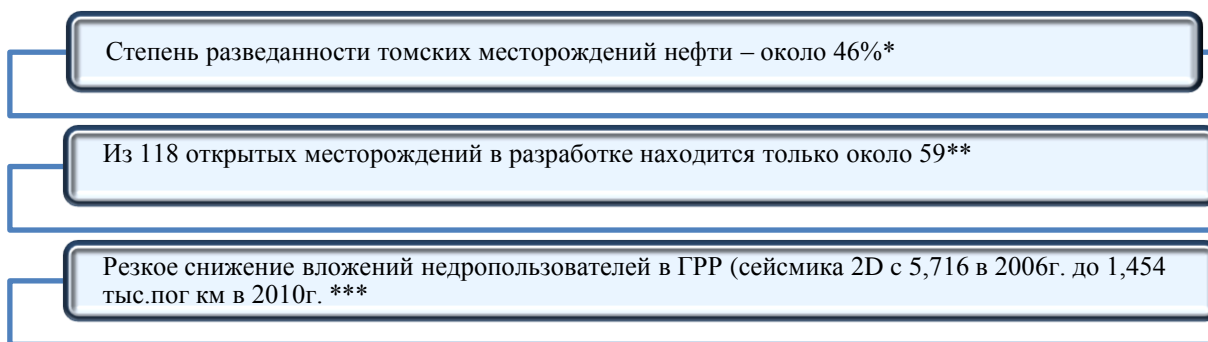 Степень разведанности томских месторождений нефти – около 46%*
Из 118 открытых месторождений в разработке находится только около 59**
Резкое снижение вложений недропользователей в ГРР (сейсмика 2D с 5,716 в 2006г. до 1,454
тыс.пог км в 2010г. ***